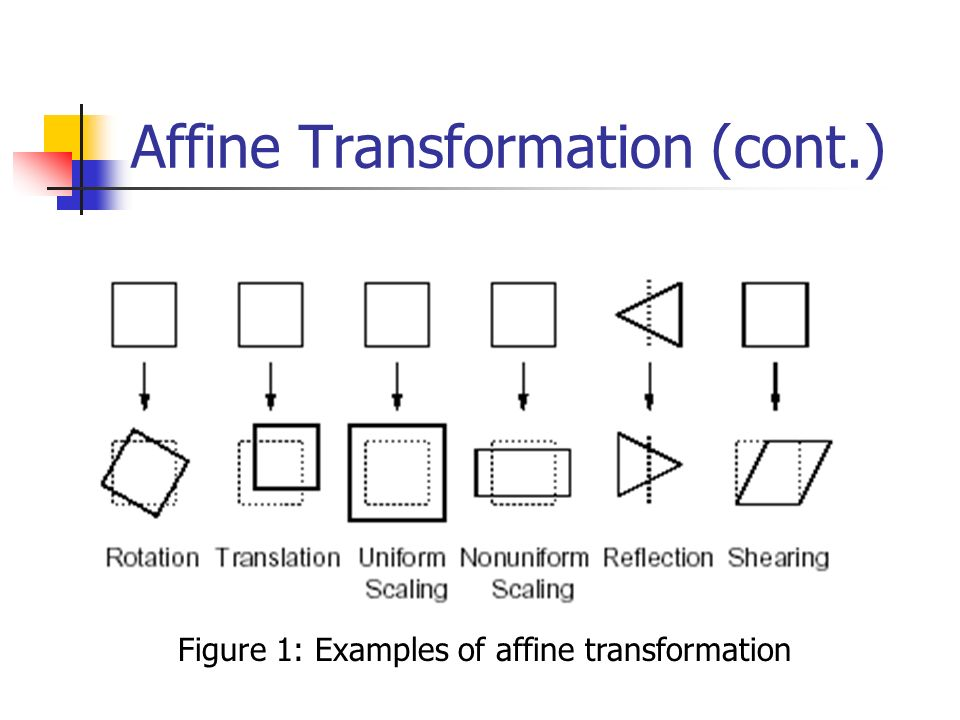 Affine Transformation (cont.)
Rotation Translation Uniform Scaling Nonuniform Scaling Reflection Shearing
Figure 1: Examples of affine transformation